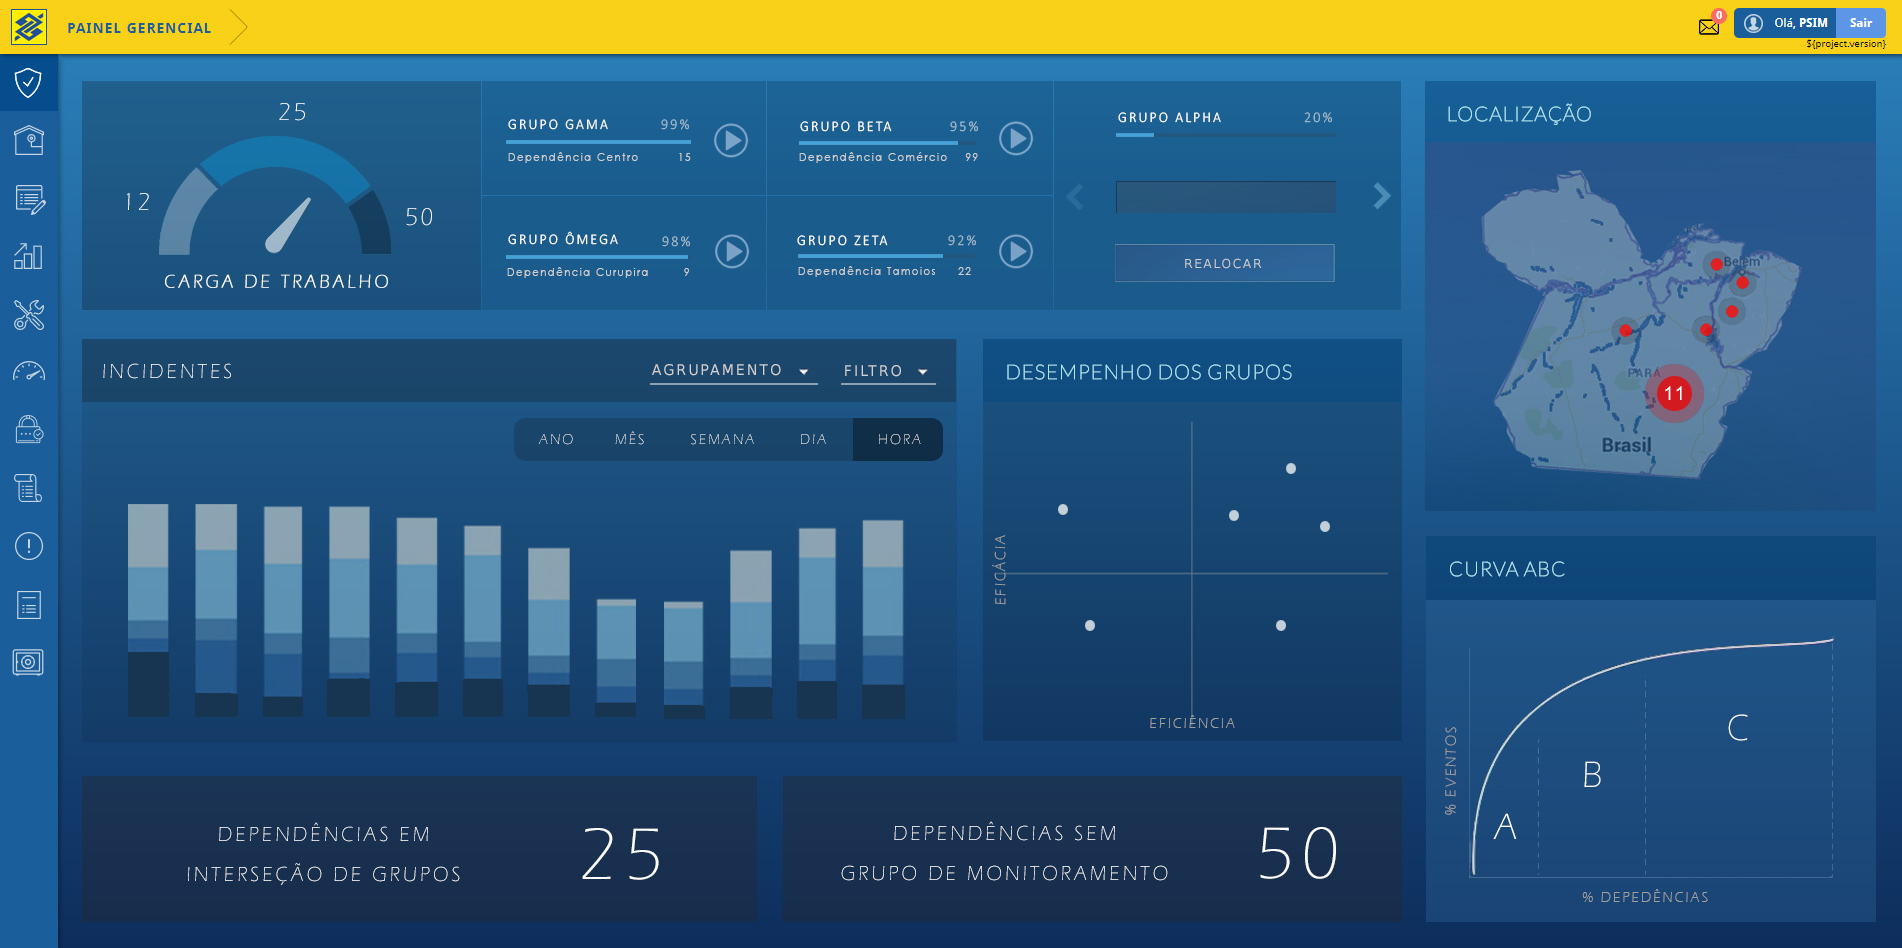 PAINEL GERENCIAL
0
Olá, PSIM
Sair
${project.version}
25
12
50
CARGA DE TRABALHO
GRUPO GAMA 99%
Dependência Centro 15
GRUPO BETA 95%
Dependência Comércio 99
GRUPO ÔMEGA 98%
Dependência Curupira 9
GRUPO ZETA 92%
Dependência Tamoios 22
GRUPO ALPHA 20%
REALOCAR
LOCALIZAÇÃO
Belém
PARÁ
11
Brasil
INCIDENTES
AGRUPAMENTO
FILTRO
ANO MÊS SEMANA DIA HORA
DESEMPENHO DOS GRUPOS
EFICÁCIA
EFICIÊNCIA
CURVA ABC
% EVENTOS
A
B
C
% DEPEDÊNCIAS
DEPENDÊNCIAS EM
INTERSEÇÃO DE GRUPOS
25
DEPENDÊNCIAS SEM
GRUPO DE MONITORAMENTO
50